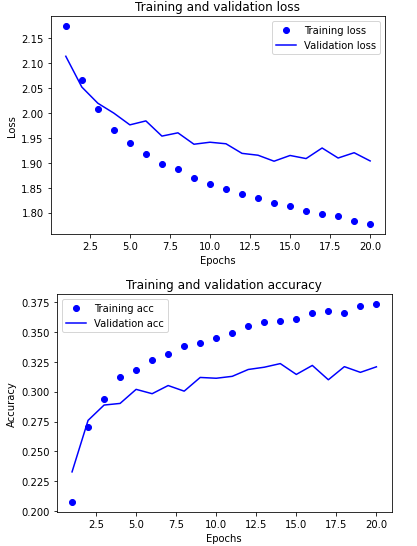 Training and validation loss
2.15
2.10
2.05
2.00
1.95
1.90
1.85
1.80
Loss
Training loss
Validation loss
2.5 5.0 7.5 10.0 12.5 15.0 17.5 20.0
Epochs
Training and validation accuracy
0.375
0.350
0.325
0.300
0.275
0.250
0.225
0.200
Accuracy
Training acc
Validation acc
2.5 5.0 7.5 10.0 12.5 15.0 17.5 20.0
Epochs